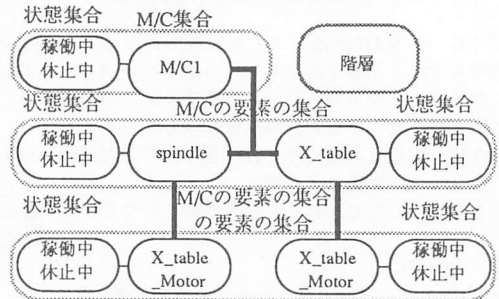 状態集合 M/C集合
稼働中
休止中
M/C1
階層
状態集合
M/Cの要素の集合
状態集合
稼働中
休止中
spindle
X_table
稼働中
休止中
状態集合
M/Cの要素の集合
の要素の集合
状態集合
稼働中
休止中
X_table
_Motor
X_table
_Motor
稼働中
休止中